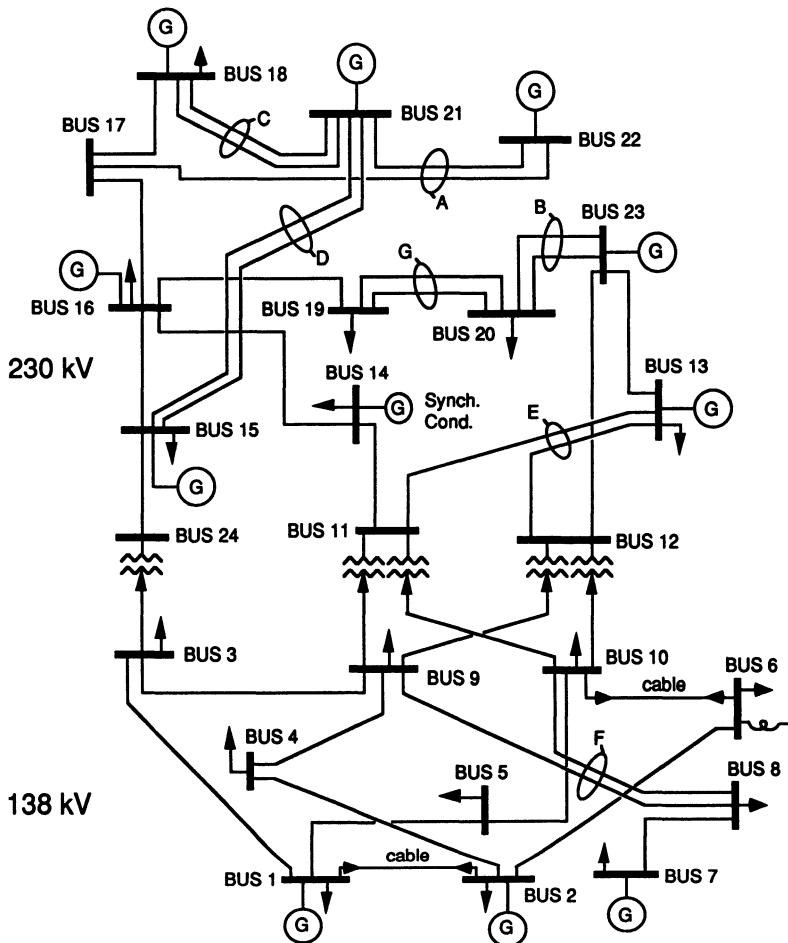 G
BUS 18
G
BUS 21
G
BUS 22
BUS 17
C
A
D
B
BUS 23
G
G
BUS 16
G
BUS 19
BUS 20
230 kV
BUS 14
G
Synch.
Cond.
BUS 13
G
E
BUS 15
G
BUS 24
BUS 11
BUS 12
BUS 3
BUS 9
BUS 10
cable
BUS 6
BUS 4
F
BUS 5
BUS 8
138 kV
BUS 1
cable
BUS 2
BUS 7
G
G
G